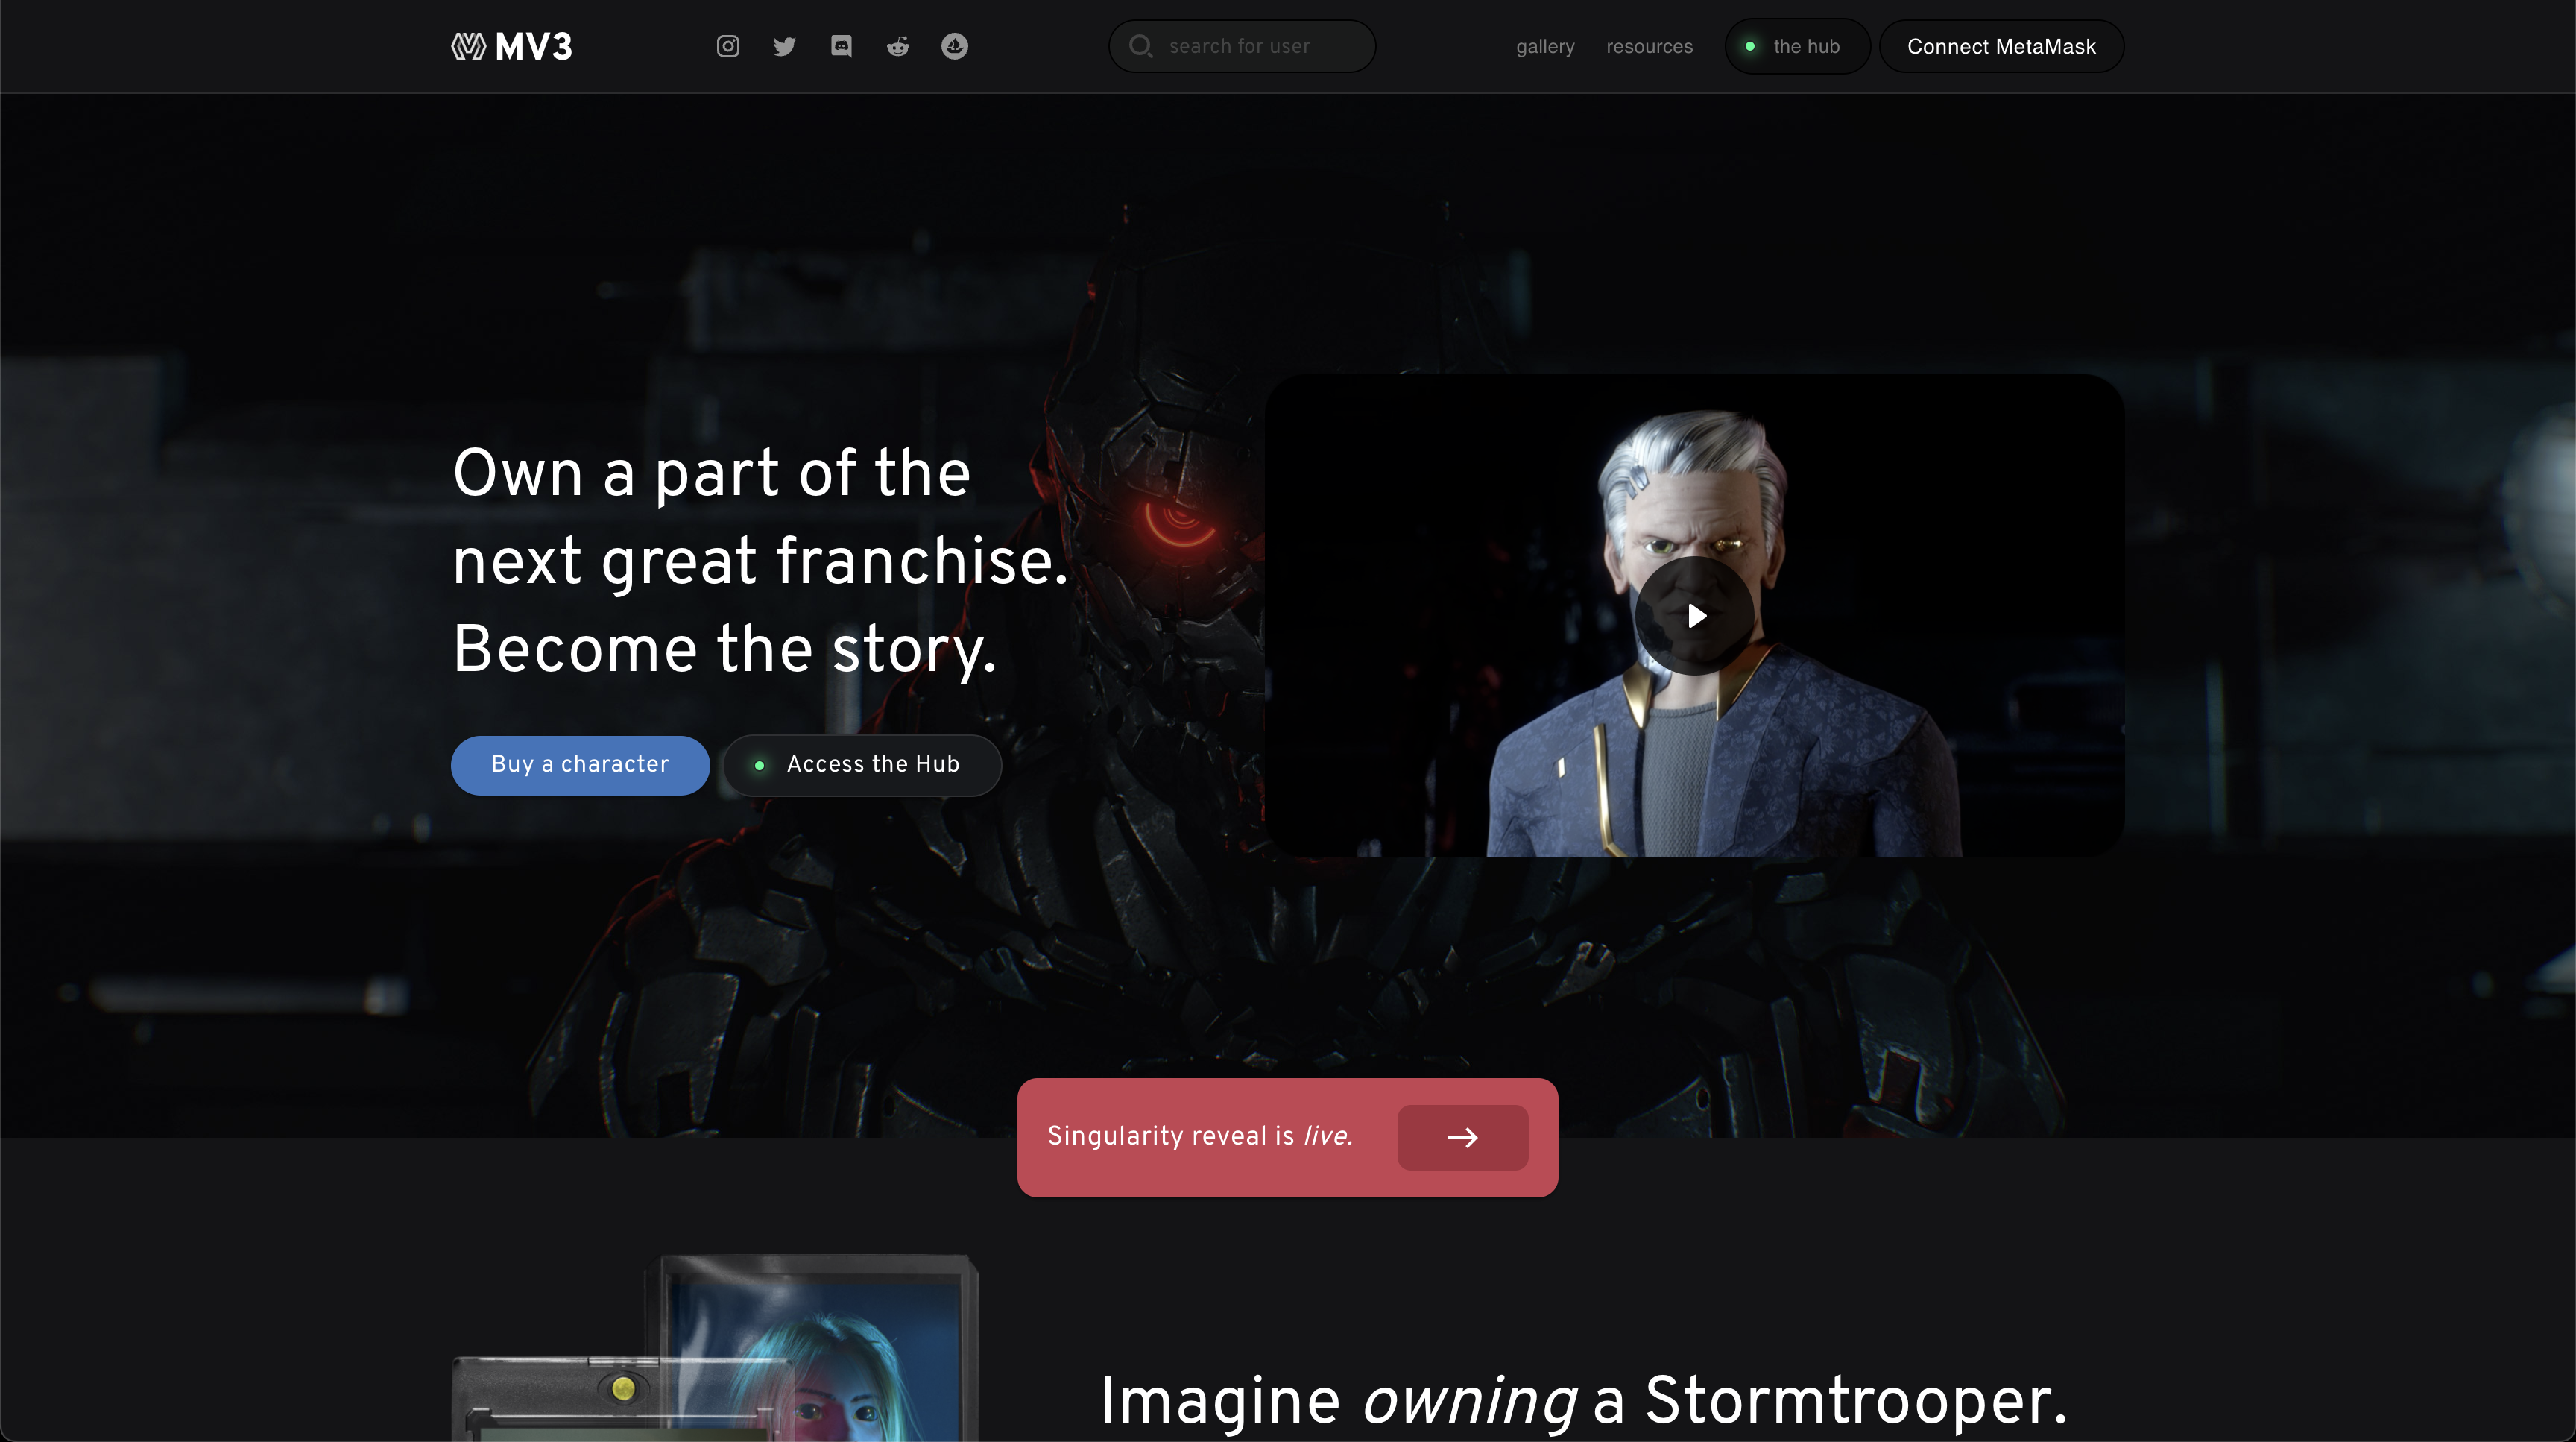 MV3
search for user
gallery
resources
the hub
Connect MetaMask
Own a part of the
next great franchise.
Become the story.
Buy a character
Access the Hub
Singularity reveal is live.
Imagine owning a Stormtrooper.